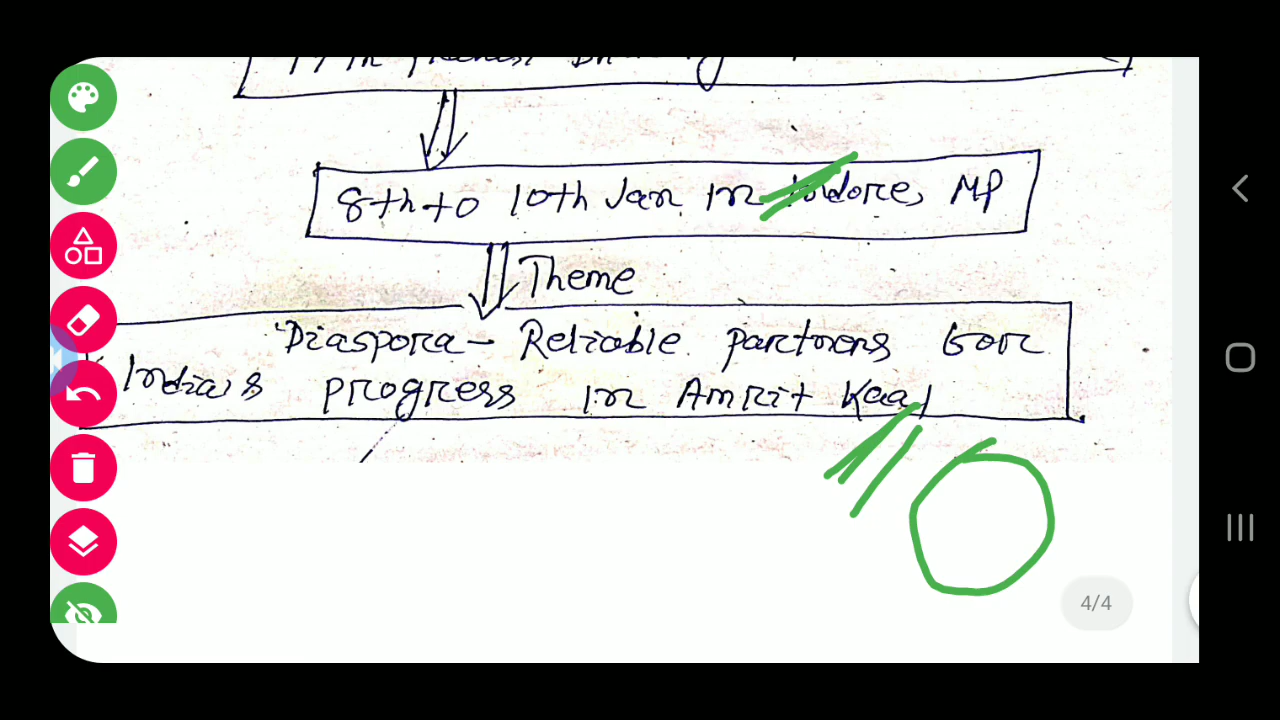 8th to 10th Jan in Indore, MP
Theme
'Diaspora - Reliable partners for
India's progress in Amrit Kaal
4/4